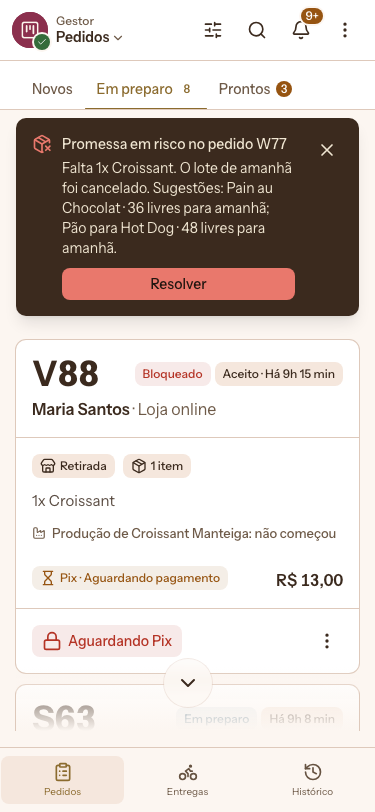 Gestor
Pedidos
9+
Novos
Em preparo 8
Prontos 3
Promessa em risco no pedido W77
Falta 1x Croissant. O lote de amanhã
foi cancelado. Sugestões: Pain au
Chocolat · 36 livres para amanhã;
Pão para Hot Dog · 48 livres para
amanhã.
Resolver
V88
Bloqueado
Aceito · Há 9h 15 min
Maria Santos · Loja online
Retirada
1 item
1x Croissant
Produção de Croissant Manteiga: não começou
Pix · Aguardando pagamento
R$ 13,00
Aguardando Pix
S63
Em preparo
Há 9h 8 min
Pedidos
Entregas
Histórico